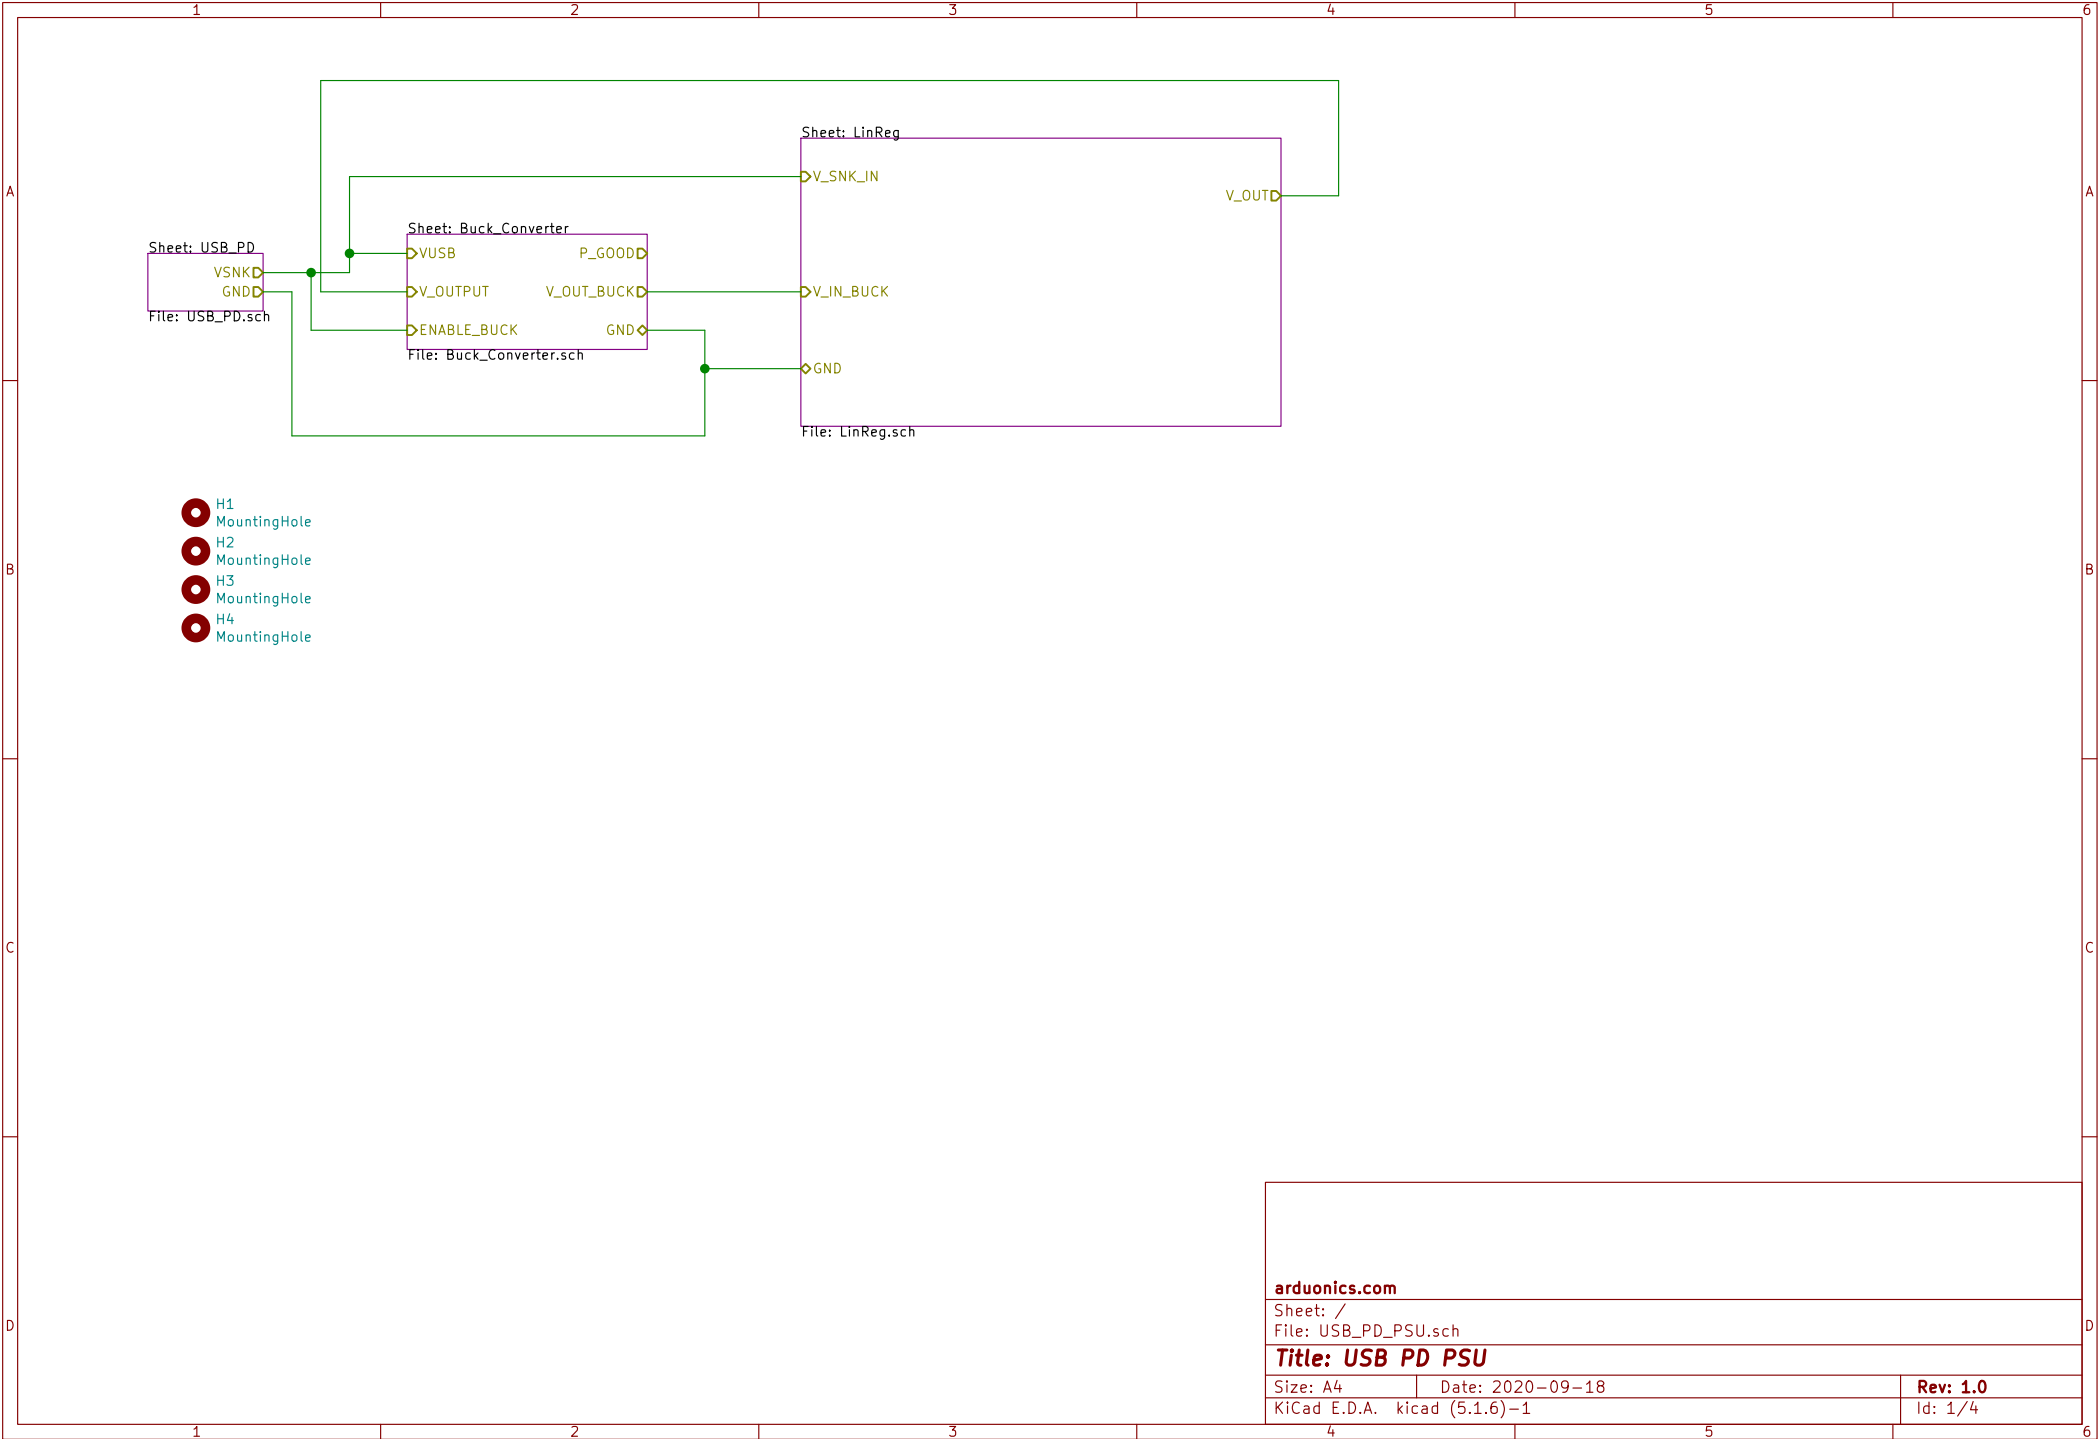 1 2 3 4 5 6
Sheet: LinReg
V_SNK_IN
A
V_OUT
A
Sheet: Buck_Converter
Sheet: USB_PD
VUSB
P_GOOD
VSNK
GND
V_OUTPUT
V_OUT_BUCK
V_IN_BUCK
File: USB_PD.sch
ENABLE_BUCK
GND
File: Buck_Converter.sch
GND
File: LinReg.sch
H1
MountingHole
H2
MountingHole
B
B
H3
MountingHole
H4
MountingHole
C
C
arduonics.com
Sheet: /
File: USB_PD_PSU.sch
D
D
Title: USB PD PSU
Size: A4
Date: 2020-09-18
Rev: 1.0
KiCad E.D.A. kicad (5.1.6)-1
Id: 1/4
1 2 3 4 5 6